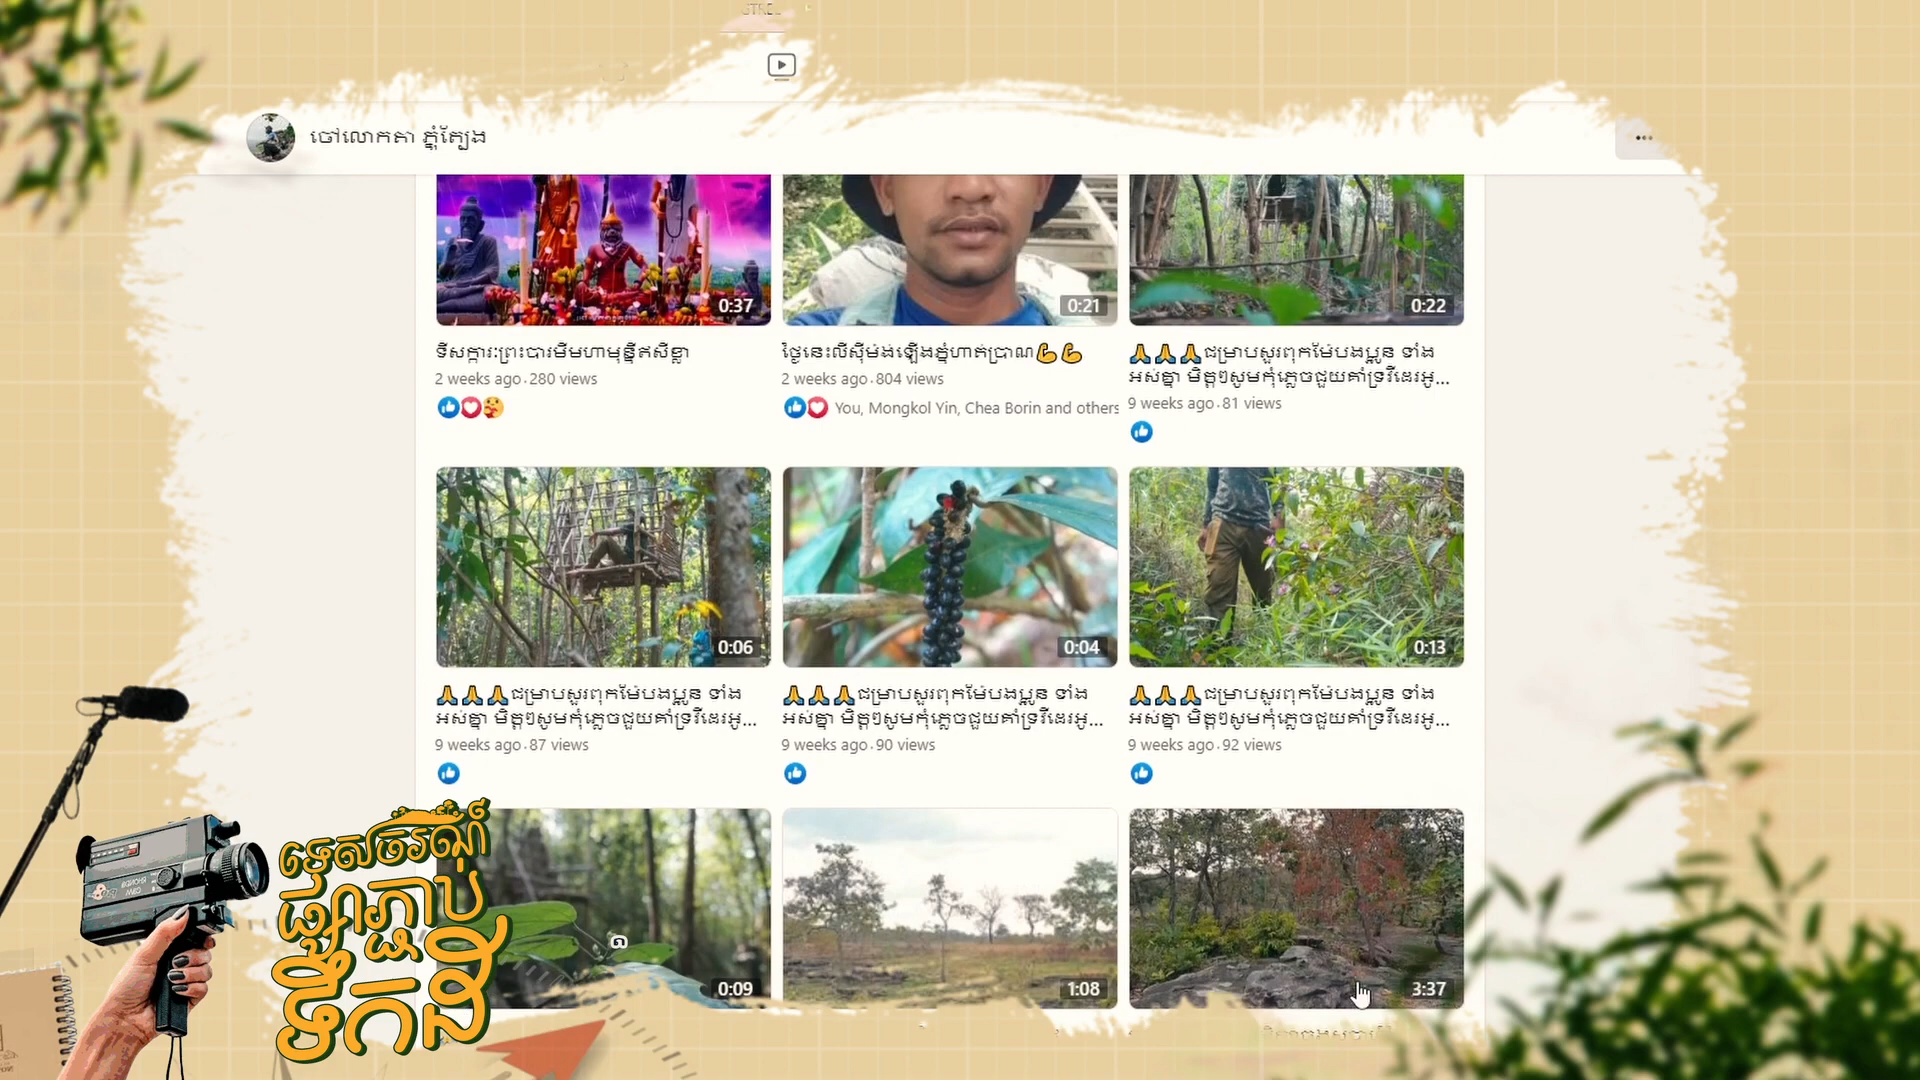 ចៅលោកតា ភ្នំត្បែង
0:37
0:21
0:22
ទីសក្ការៈព្រះបារមីមហាមុន្នីឥសីខ្លា
2 weeks ago · 280 views
ថ្ងៃនេះលីស៊ីម៉ង់ឡើងភ្នំហាត់ប្រាណ💪💪
2 weeks ago · 804 views
You, Mongkol Yin, Chea Borin and others
🙏🙏🙏ជម្រាបសួរពុកម៉ែបងប្អូន ទាំង
អស់គ្នា មិត្តៗសូមកុំភ្លេចជួយគាំទ្រវីដេអូ...
9 weeks ago · 81 views
0:06
0:04
0:13
🙏🙏🙏ជម្រាបសួរពុកម៉ែបងប្អូន ទាំង
អស់គ្នា មិត្តៗសូមកុំភ្លេចជួយគាំទ្រវីដេអូ...
9 weeks ago · 87 views
🙏🙏🙏ជម្រាបសួរពុកម៉ែបងប្អូន ទាំង
អស់គ្នា មិត្តៗសូមកុំភ្លេចជួយគាំទ្រវីដេអូ...
9 weeks ago · 90 views
🙏🙏🙏ជម្រាបសួរពុកម៉ែបងប្អូន ទាំង
អស់គ្នា មិត្តៗសូមកុំភ្លេចជួយគាំទ្រវីដេអូ...
9 weeks ago · 92 views
0:09
1:08
3:37
ទេសចរណ៍
ផ្សាភ្ជាប់
ទឹកដី